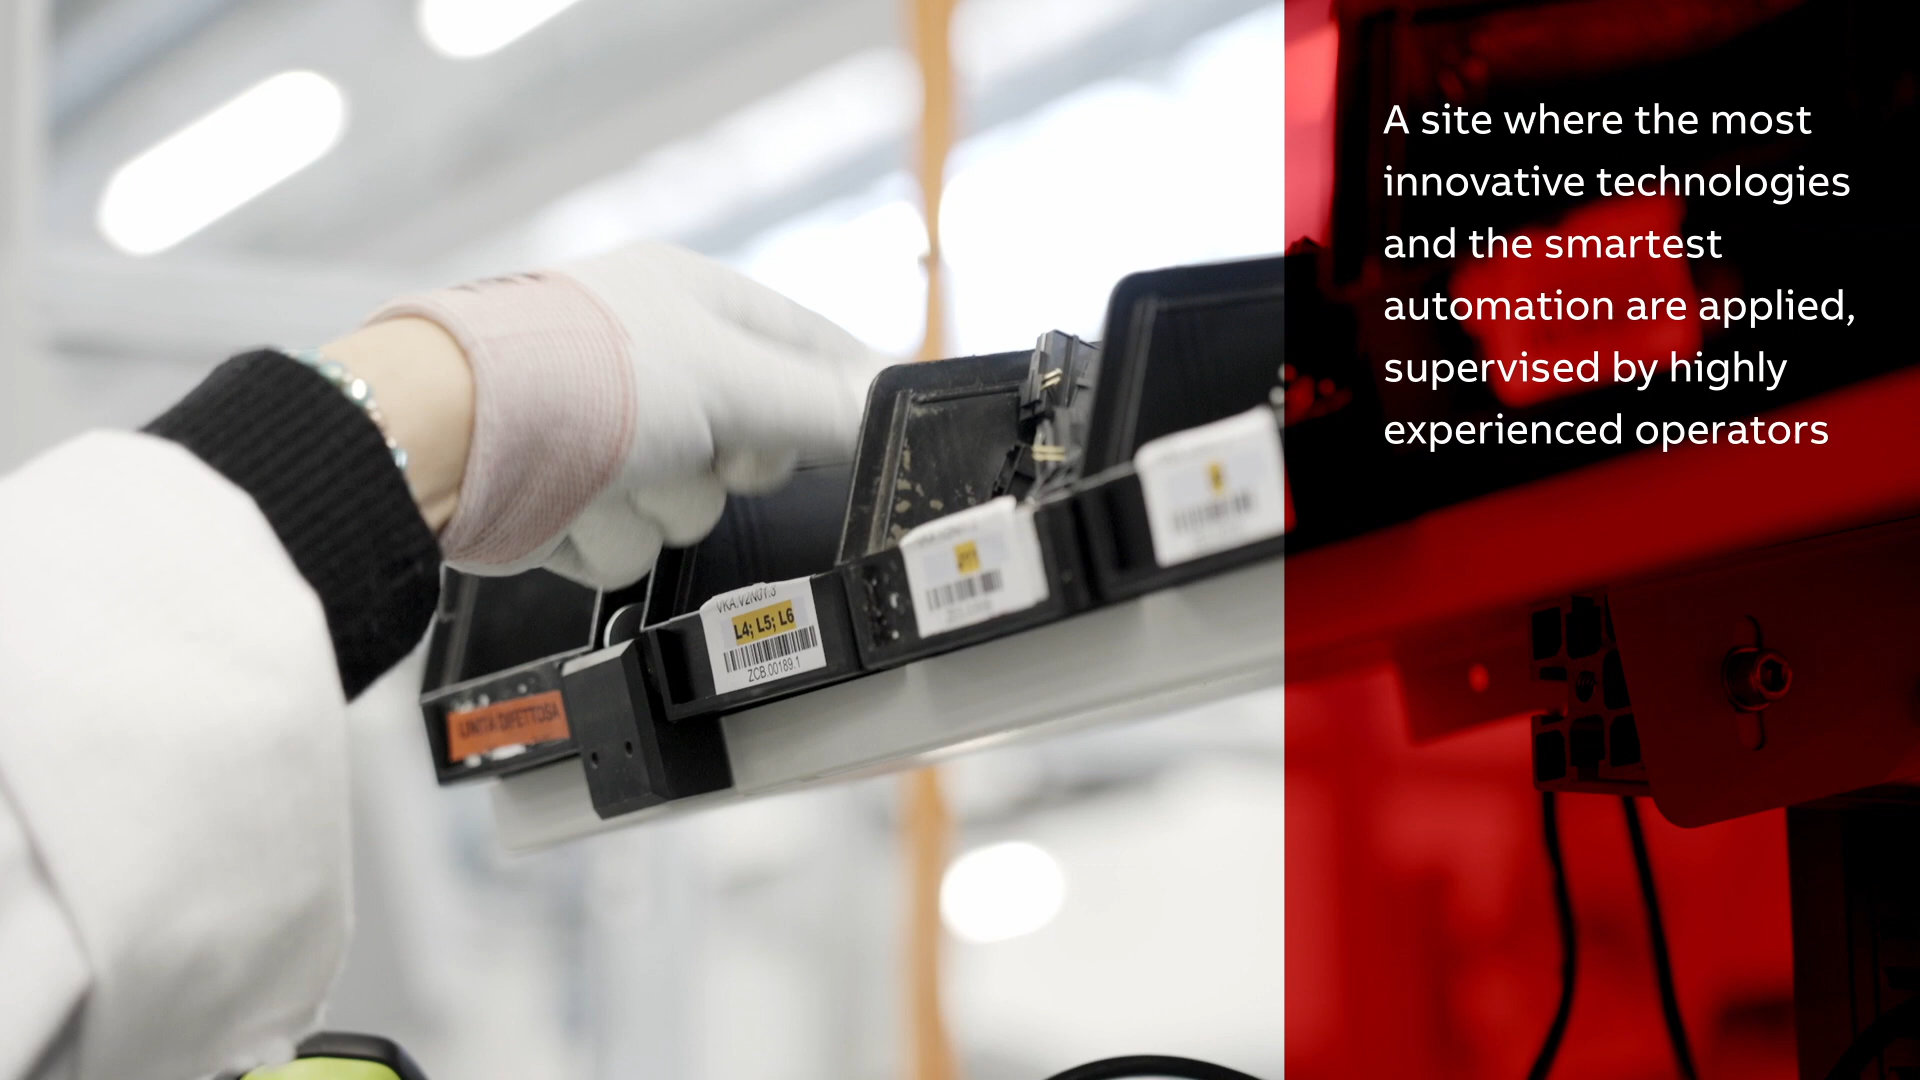 A site where the most
innovative technologies
and the smartest
automation are applied,
supervised by highly
experienced operators
VKA.V2N0Y.3
L4; L5; L6
ZCB.00189.1
UNITA DIFETTOSA